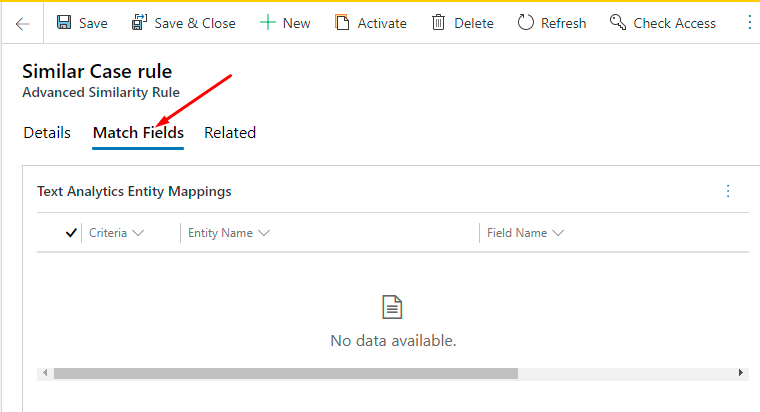 Save Save & Close New Activate Delete Refresh Check Access
Similar Case rule
Advanced Similarity Rule
Details Match Fields Related
Text Analytics Entity Mappings
Criteria Entity Name Field Name
No data available.